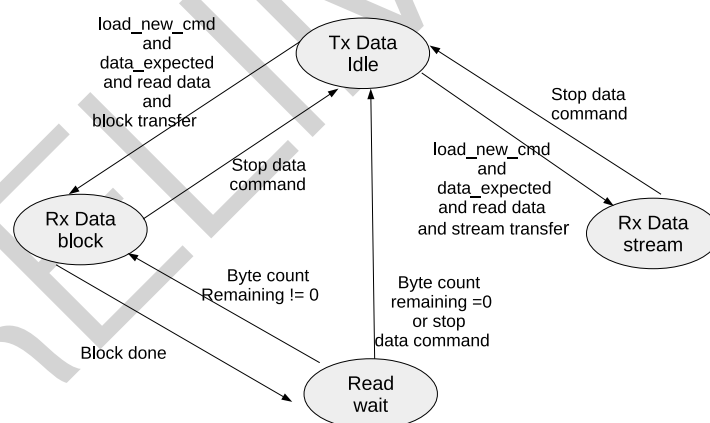 load_new_cmd
and
data_expected
and read data
and
block transfer
Tx Data
Idle
Stop data
command
Stop data
command
load_new_cmd
and
data_expected
and read data
and stream transfer
Rx Data
block
Rx Data
stream
Byte count
Remaining != 0
Byte count
remaining =0
or stop
data command
Block done
Read
wait